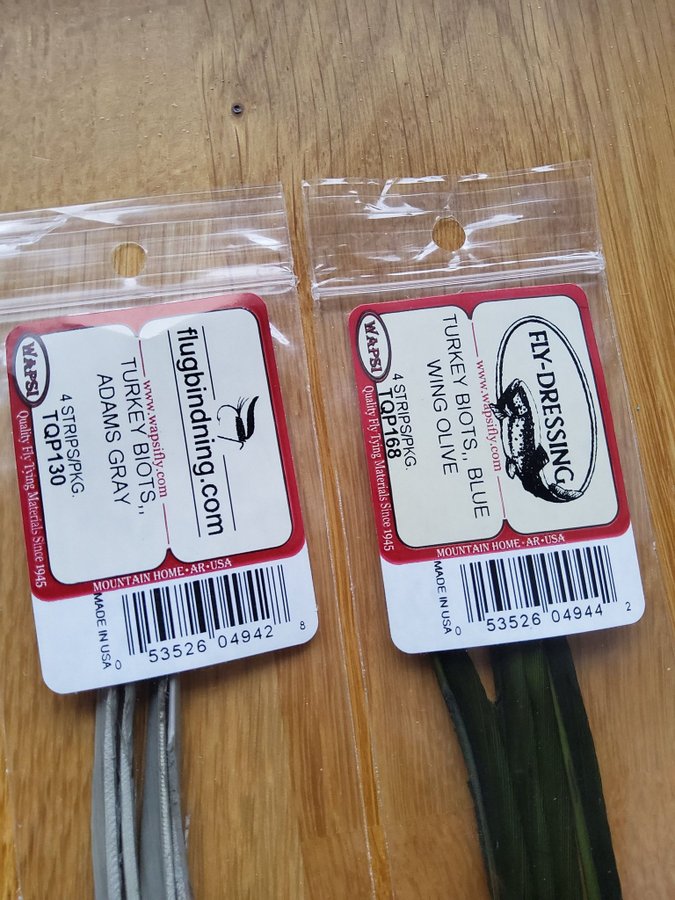 WAPSI
Quality Fly Tying Materials Since 1945
flugbindning.com
www.wapsifly.com
TURKEY BIOTS,,
ADAMS GRAY
4 STRIPS/PKG.
TQP130
MOUNTAIN HOME • AR • USA
MADE IN USA
0 53526 04942 8
WAPSI
Quality Fly Tying Materials Since 1945
FLY-DRESSING
www.wapsifly.com
TURKEY BIOTS,, BLUE
WING OLIVE
4 STRIPS/PKG.
TQP168
MOUNTAIN HOME • AR • USA
MADE IN USA
0 53526 04944 2